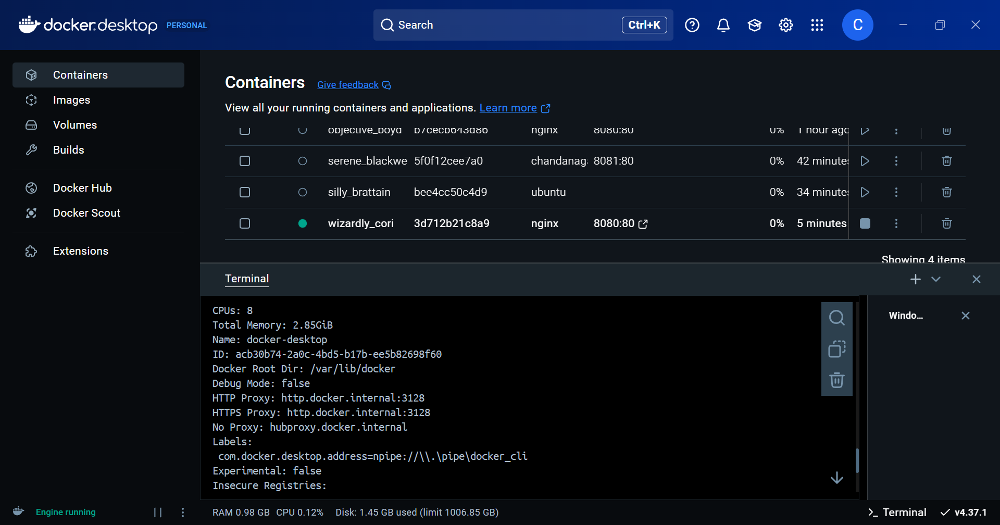 docker desktop PERSONAL
Search Ctrl+K
C
Containers
Images
Volumes
Builds
Docker Hub
Docker Scout
Extensions
Containers Give feedback
View all your running containers and applications. Learn more
objective_boyd b7cecb643d86 nginx 8080:80 0% 1 hour ago
serene_blackwe 5f0f12cee7a0 chandanag 8081:80 0% 42 minutes
silly_brattain bee4cc50c4d9 ubuntu 0% 34 minutes
wizardly_cori 3d712b21c8a9 nginx 8080:80 0% 5 minutes
Showing 4 items
Terminal
CPUs: 8
Total Memory: 2.85GiB
Name: docker-desktop
ID: acb30b74-2a0c-4bd5-b17b-ee5b82698f60
Docker Root Dir: /var/lib/docker
Debug Mode: false
HTTP Proxy: http.docker.internal:3128
HTTPS Proxy: http.docker.internal:3128
No Proxy: hubproxy.docker.internal
Labels:
com.docker.desktop.address=npipe://\\.\pipe\docker_cli
Experimental: false
Insecure Registries:
Windo...
Engine running
RAM 0.98 GB CPU 0.12% Disk: 1.45 GB used (limit 1006.85 GB)
>_ Terminal v4.37.1